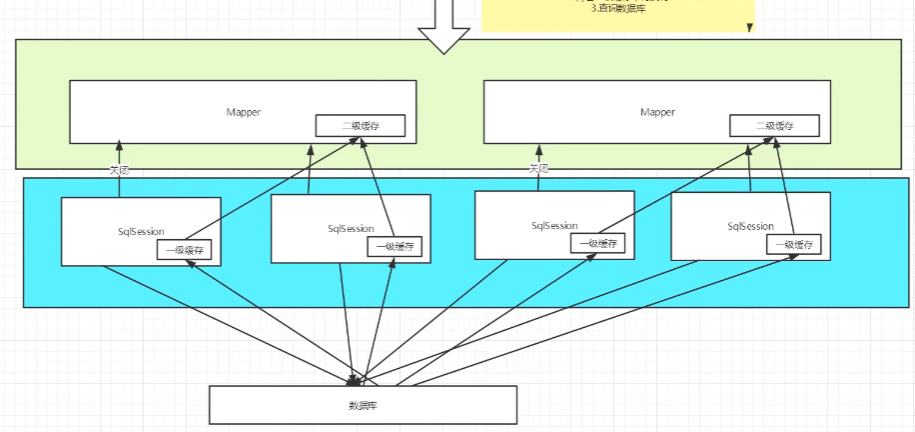 3.查询数据库
Mapper
二级缓存
Mapper
二级缓存
关闭
关闭
SqlSession
一级缓存
SqlSession
一级缓存
SqlSession
一级缓存
SqlSession
一级缓存
数据库